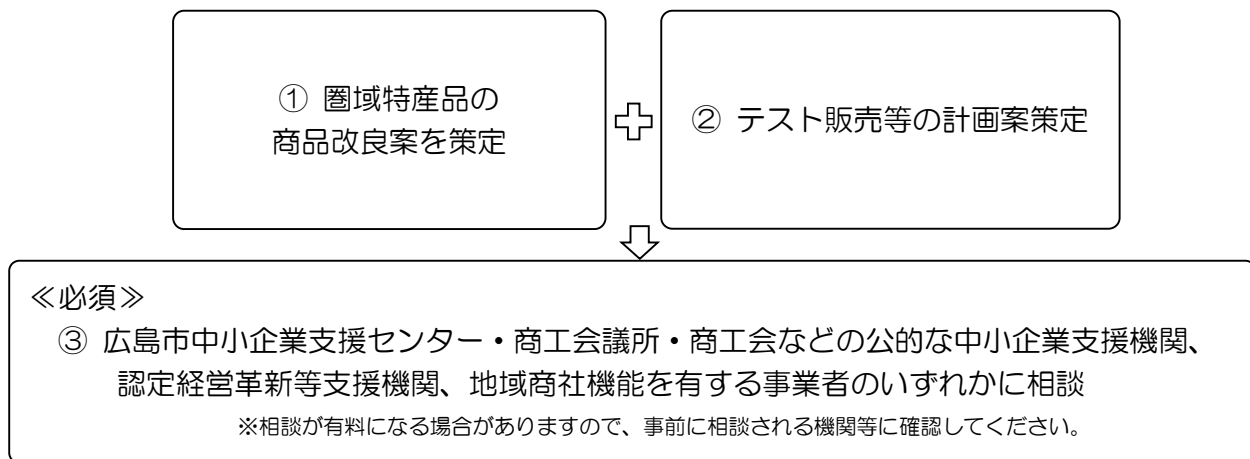 ① 圏域特産品の
商品改良案を策定
② テスト販売等の計画案策定
≪必須≫
③ 広島市中小企業支援センター・商工会議所・商工会などの公的な中小企業支援機関、
認定経営革新等支援機関、地域商社機能を有する事業者のいずれかに相談
※相談が有料になる場合がありますので、事前に相談される機関等に確認してください。